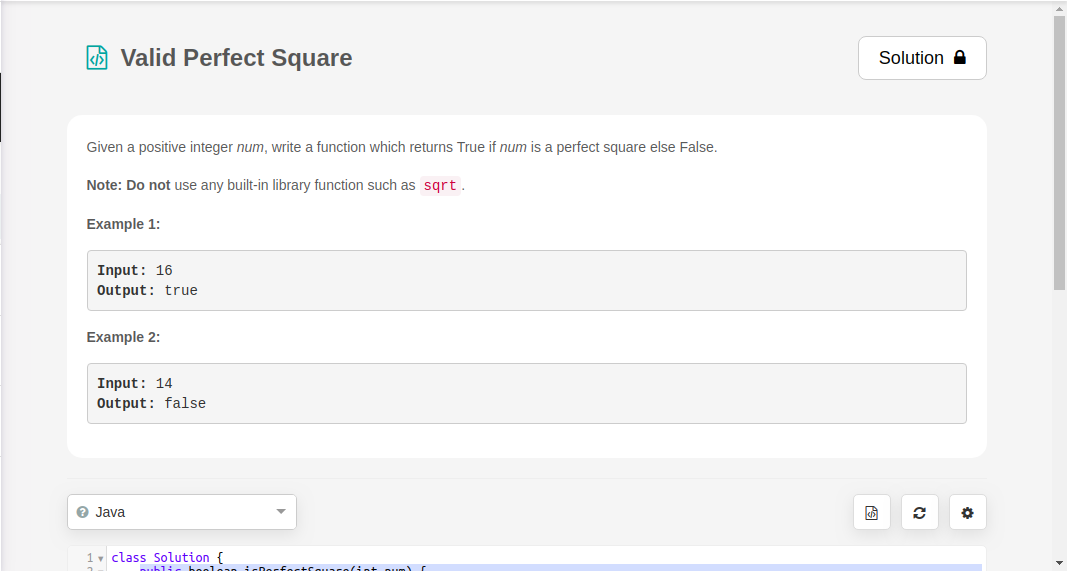 Valid Perfect Square
Solution
Given a positive integer num, write a function which returns True if num is a perfect square else False.
Note: Do not use any built-in library function such as sqrt.
Example 1:
Input: 16
Output: true
Example 2:
Input: 14
Output: false
Java
1 class Solution {
2 public boolean isPerfectSquare(int num) {